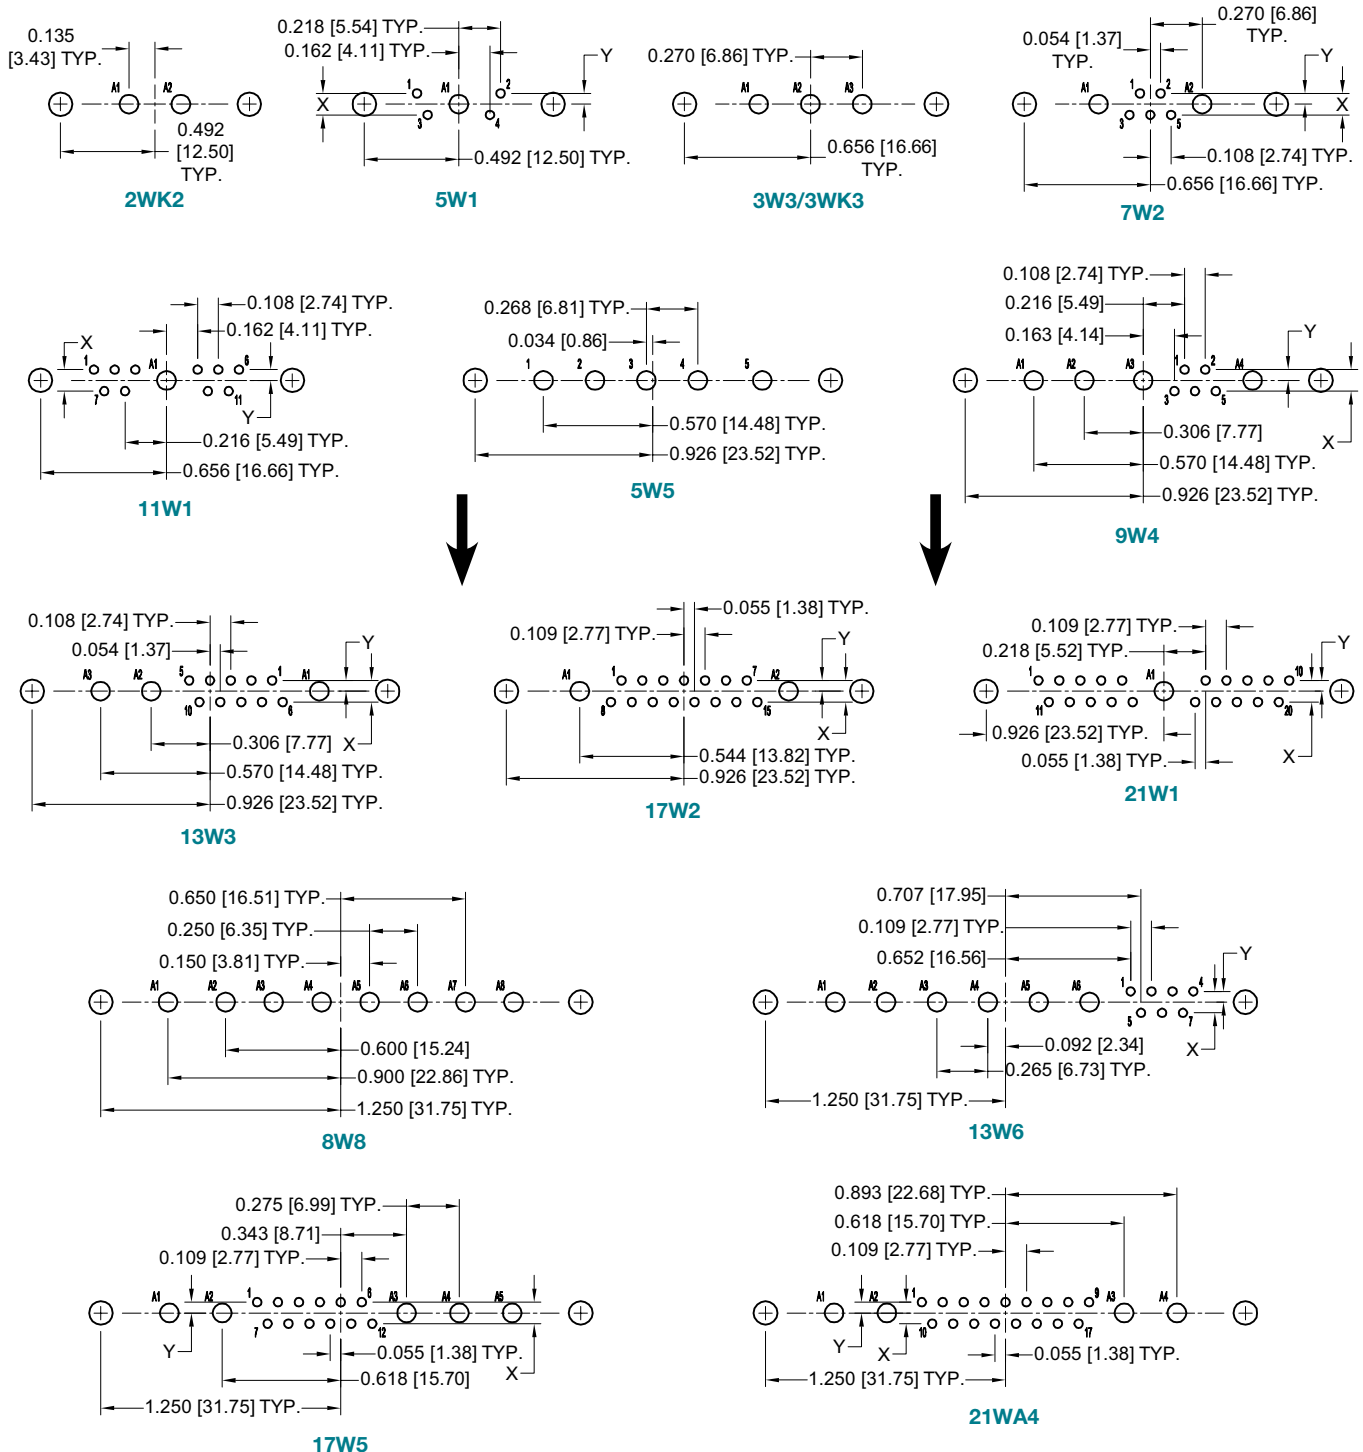 0.135
[3.43] TYP.
A1 A2
0.492
[12.50]
TYP.
2WK2
0.218 [5.54] TYP.
0.162 [4.11] TYP.
Y
1 A1 2
X
3 4
0.492 [12.50] TYP.
5W1
0.270 [6.86] TYP.
A1 A2 A3
0.656 [16.66]
TYP.
3W3/3WK3
0.270 [6.86]
TYP.
0.054 [1.37]
TYP.
Y
A1 1 2 A2
X
3 5
0.108 [2.74] TYP.
0.656 [16.66] TYP.
7W2
0.108 [2.74] TYP.
0.162 [4.11] TYP.
X
1 A1 6
7 11
Y
0.216 [5.49] TYP.
0.656 [16.66] TYP.
11W1
0.268 [6.81] TYP.
0.034 [0.86]
1 2 3 4 5
0.570 [14.48] TYP.
0.926 [23.52] TYP.
5W5
0.108 [2.74] TYP.
0.216 [5.49]
0.163 [4.14]
Y
A1 A2 A3 1 2 A4
3 5
X
0.306 [7.77]
0.570 [14.48] TYP.
0.926 [23.52] TYP.
9W4
0.108 [2.74] TYP.
0.054 [1.37]
Y
A3 A2 5 1 A1
10 6
X
0.306 [7.77]
0.570 [14.48] TYP.
0.926 [23.52] TYP.
13W3
0.055 [1.38] TYP.
0.109 [2.77] TYP.
Y
A1 1 7 A2
8 15
X
0.544 [13.82] TYP.
0.926 [23.52] TYP.
17W2
0.109 [2.77] TYP.
0.218 [5.52] TYP.
Y
1 A1 10
11 20
0.926 [23.52] TYP.
X
0.055 [1.38] TYP.
21W1
0.650 [16.51] TYP.
0.250 [6.35] TYP.
0.150 [3.81] TYP.
A1 A2 A3 A4 A5 A6 A7 A8
0.600 [15.24]
0.900 [22.86] TYP.
1.250 [31.75] TYP.
8W8
0.707 [17.95]
0.109 [2.77] TYP.
0.652 [16.56]
Y
A1 A2 A3 A4 A5 A6 1 4
5 7
X
0.092 [2.34]
0.265 [6.73] TYP.
1.250 [31.75] TYP.
13W6
0.275 [6.99] TYP.
0.343 [8.71]
0.109 [2.77] TYP.
A1 A2 1 6 A3 A4 A5
7 12
Y
X
0.055 [1.38] TYP.
0.618 [15.70]
1.250 [31.75] TYP.
17W5
0.893 [22.68] TYP.
0.618 [15.70] TYP.
0.109 [2.77] TYP.
A1 A2 1 9 A3 A4
10 17
Y
X
0.055 [1.38] TYP.
1.250 [31.75] TYP.
21WA4